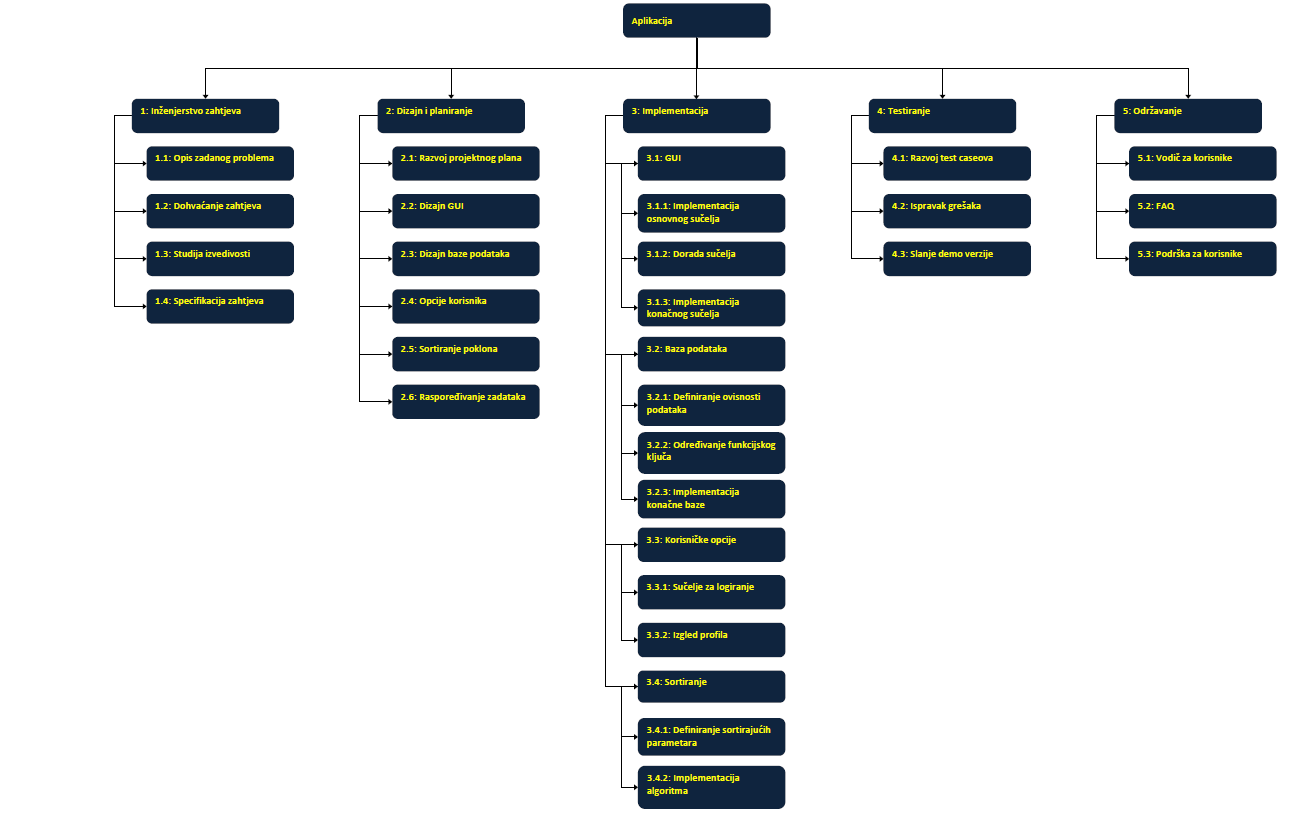 Aplikacija
1: Inženjerstvo zahtjeva
1.1: Opis zadanog problema
1.2: Dohvaćanje zahtjeva
1.3: Studija izvedivosti
1.4: Specifikacija zahtjeva
2: Dizajn i planiranje
2.1: Razvoj projektnog plana
2.2: Dizajn GUI
2.3: Dizajn baze podataka
2.4: Opcije korisnika
2.5: Sortiranje poklona
2.6: Raspoređivanje zadataka
3: Implementacija
3.1: GUI
3.1.1: Implementacija
osnovnog sučelja
3.1.2: Dorada sučelja
3.1.3: Implementacija
konačnog sučelja
3.2: Baza podataka
3.2.1: Definiranje ovisnosti
podataka
3.2.2: Određivanje funkcijskog
ključa
3.2.3: Implementacija
konačne baze
3.3: Korisničke opcije
3.3.1: Sučelje za logiranje
3.3.2: Izgled profila
3.4: Sortiranje
3.4.1: Definiranje sortirajućih
parametara
3.4.2: Implementacija
algoritma
4: Testiranje
4.1: Razvoj test caseova
4.2: Ispravak grešaka
4.3: Slanje demo verzije
5: Održavanje
5.1: Vodič za korisnike
5.2: FAQ
5.3: Podrška za korisnike